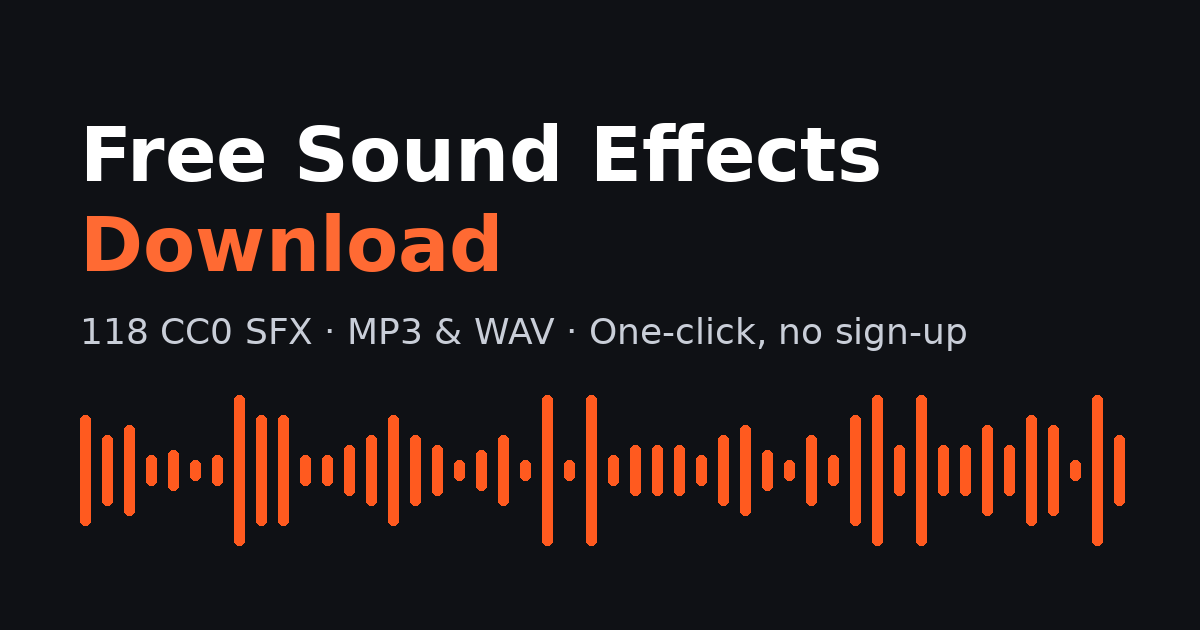 Free Sound Effects
Download
118 CC0 SFX · MP3 & WAV · One-click, no sign-up